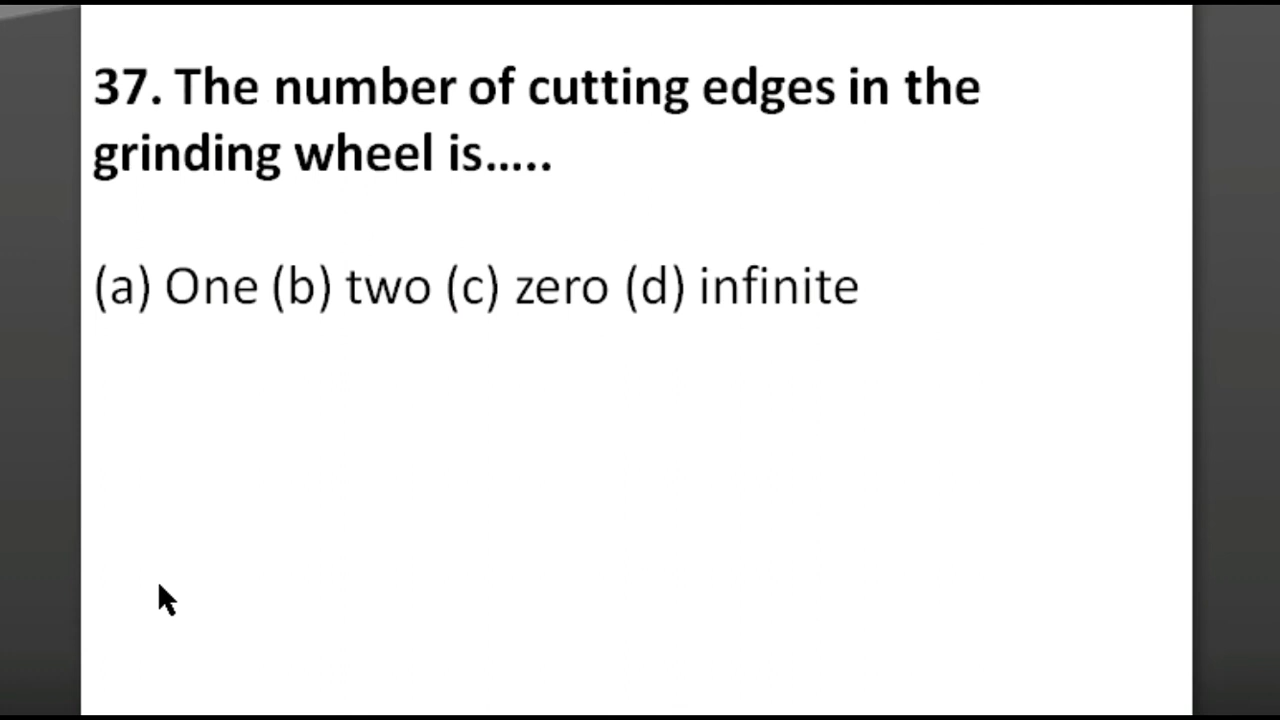 37. The number of cutting edges in the
grinding wheel is.....
(a) One (b) two (c) zero (d) infinite